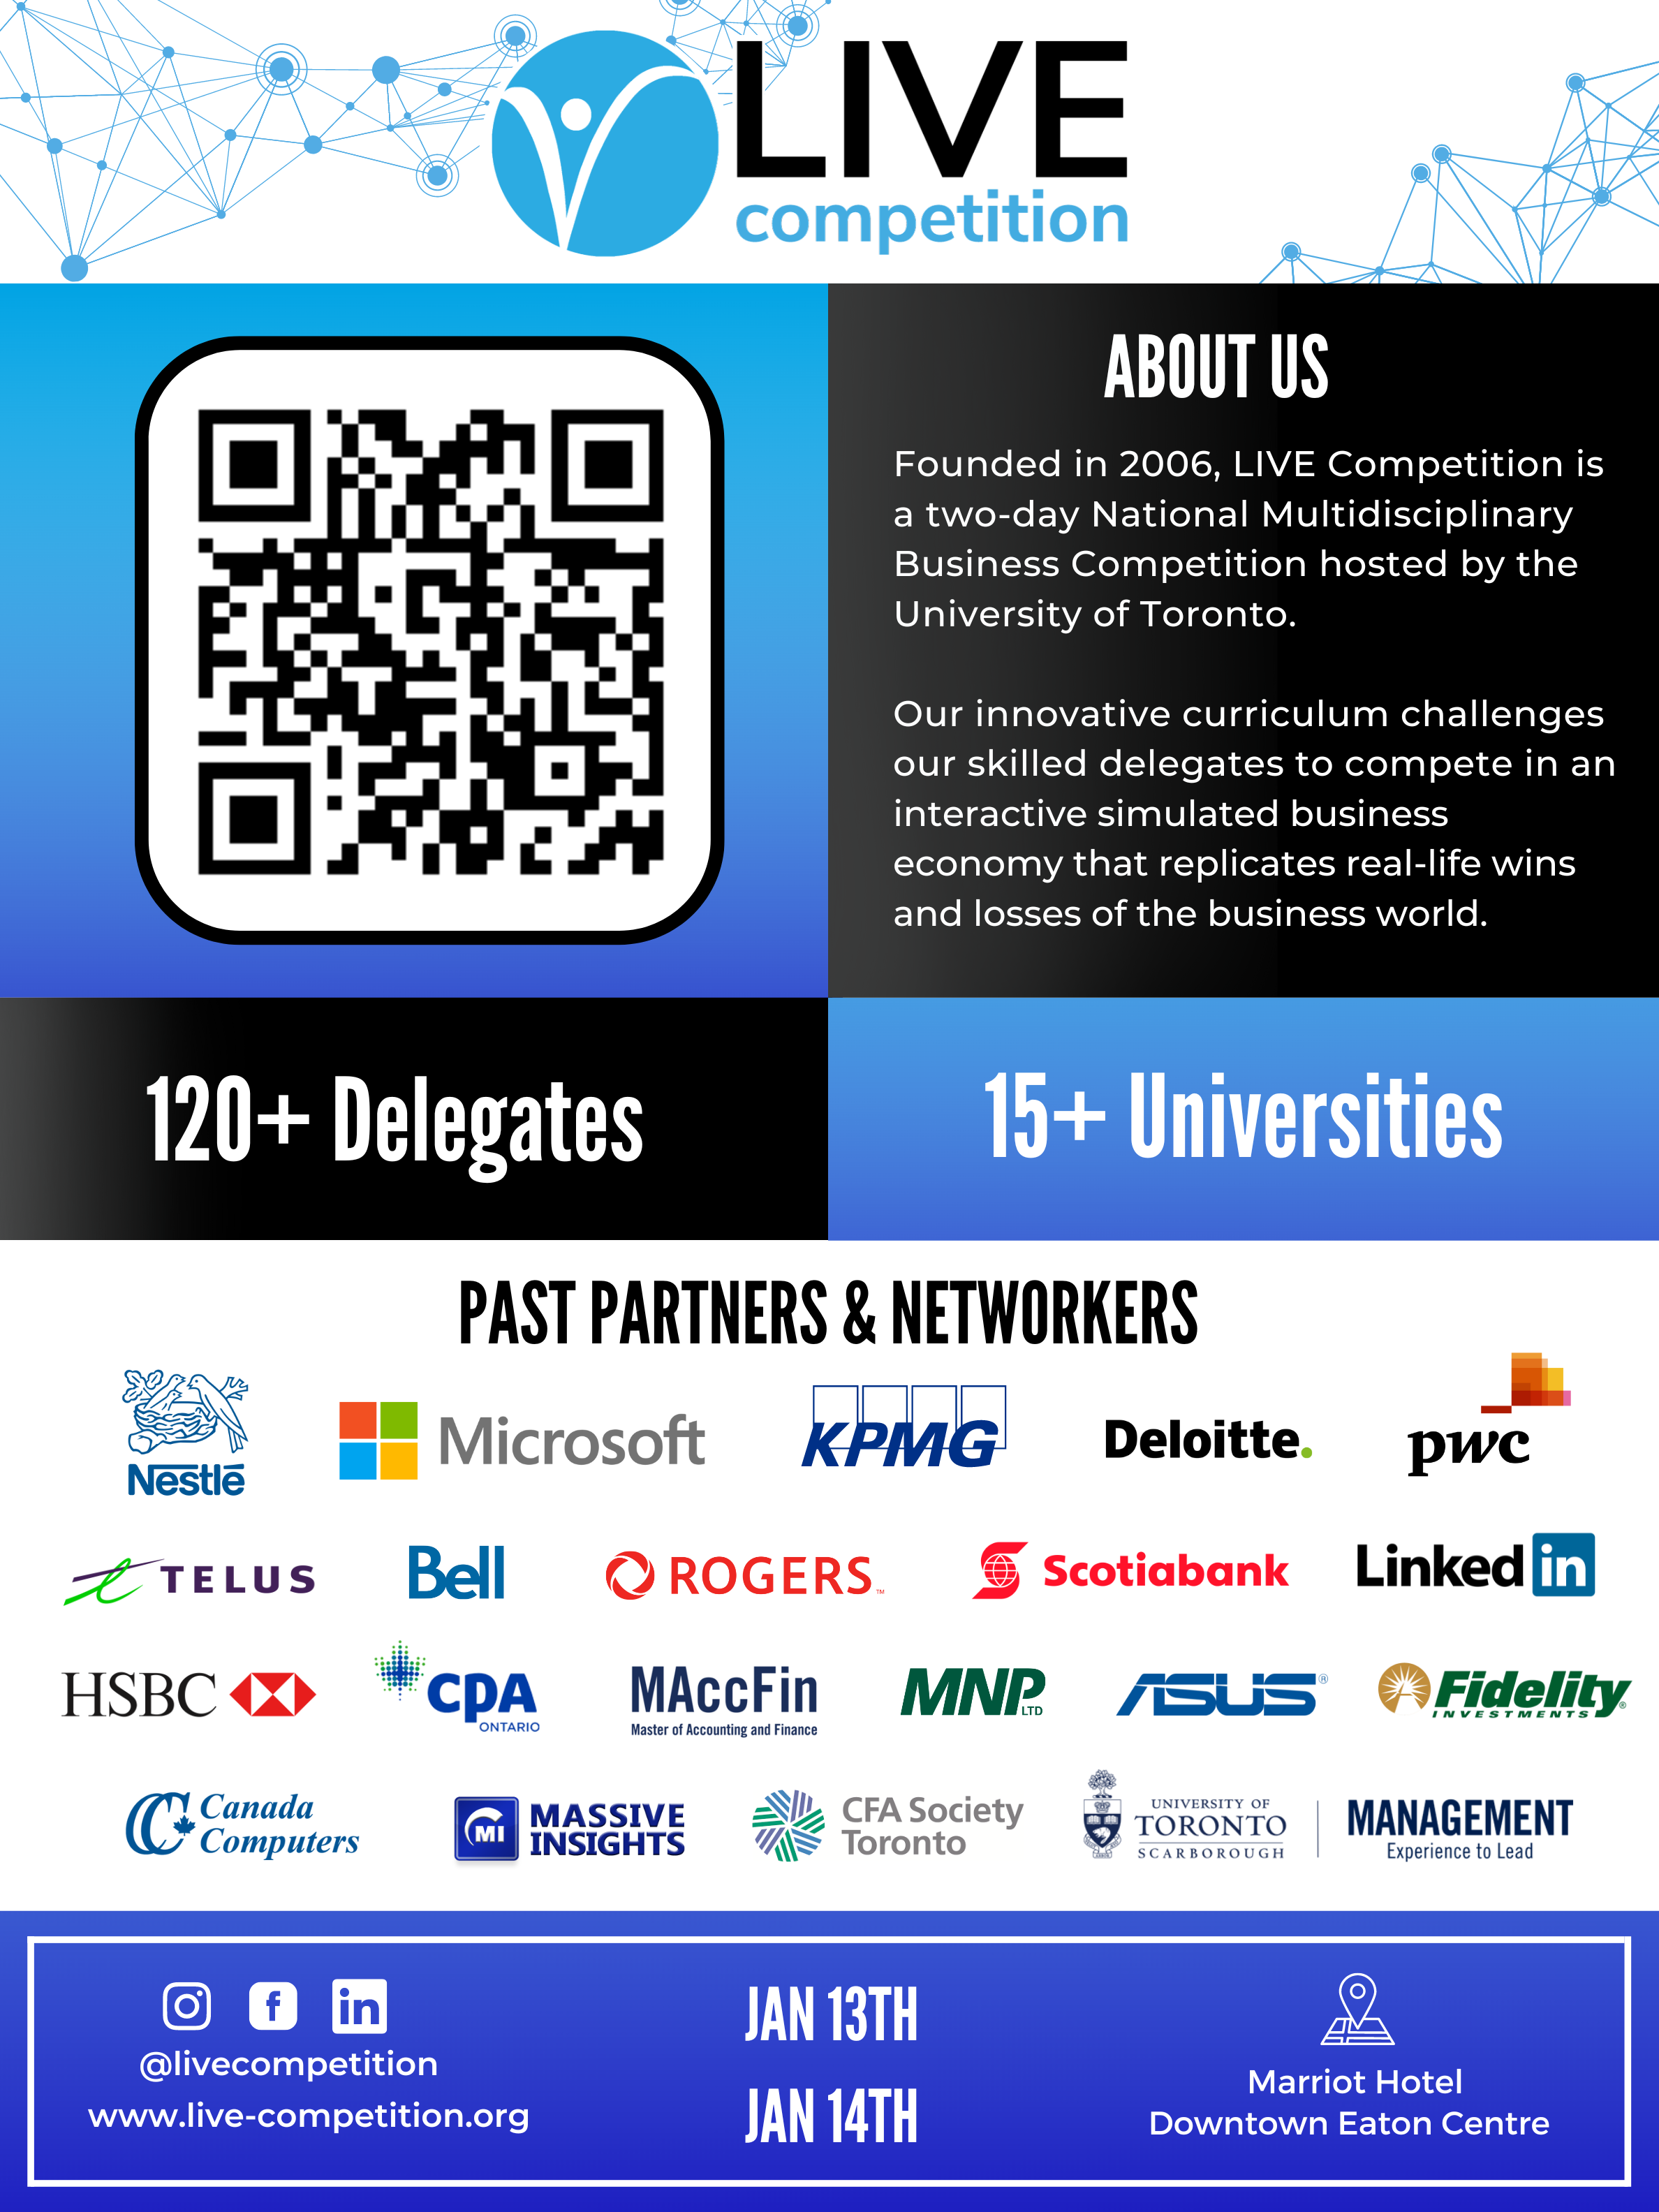 LIVE
competition
ABOUT US
Founded in 2006, LIVE Competition is
a two-day National Multidisciplinary
Business Competition hosted by the
University of Toronto.
Our innovative curriculum challenges
our skilled delegates to compete in an
interactive simulated business
economy that replicates real-life wins
and losses of the business world.
120+ Delegates
15+ Universities
PAST PARTNERS & NETWORKERS
Nestlé
Microsoft
KPMG
Deloitte.
pwc
TELUS
Bell
ROGERS™
Scotiabank
Linked in
HSBC
CPA
ONTARIO
MAccFin
Master of Accounting and Finance
MNP
LTD
ASUS®
Fidelity
INVESTMENTS®
Canada
Computers
MI
MASSIVE
INSIGHTS
CFA Society
Toronto
UNIVERSITY OF
TORONTO
SCARBOROUGH
MANAGEMENT
Experience to Lead
@livecompetition
www.live-competition.org
JAN 13TH
JAN 14TH
Marriot Hotel
Downtown Eaton Centre